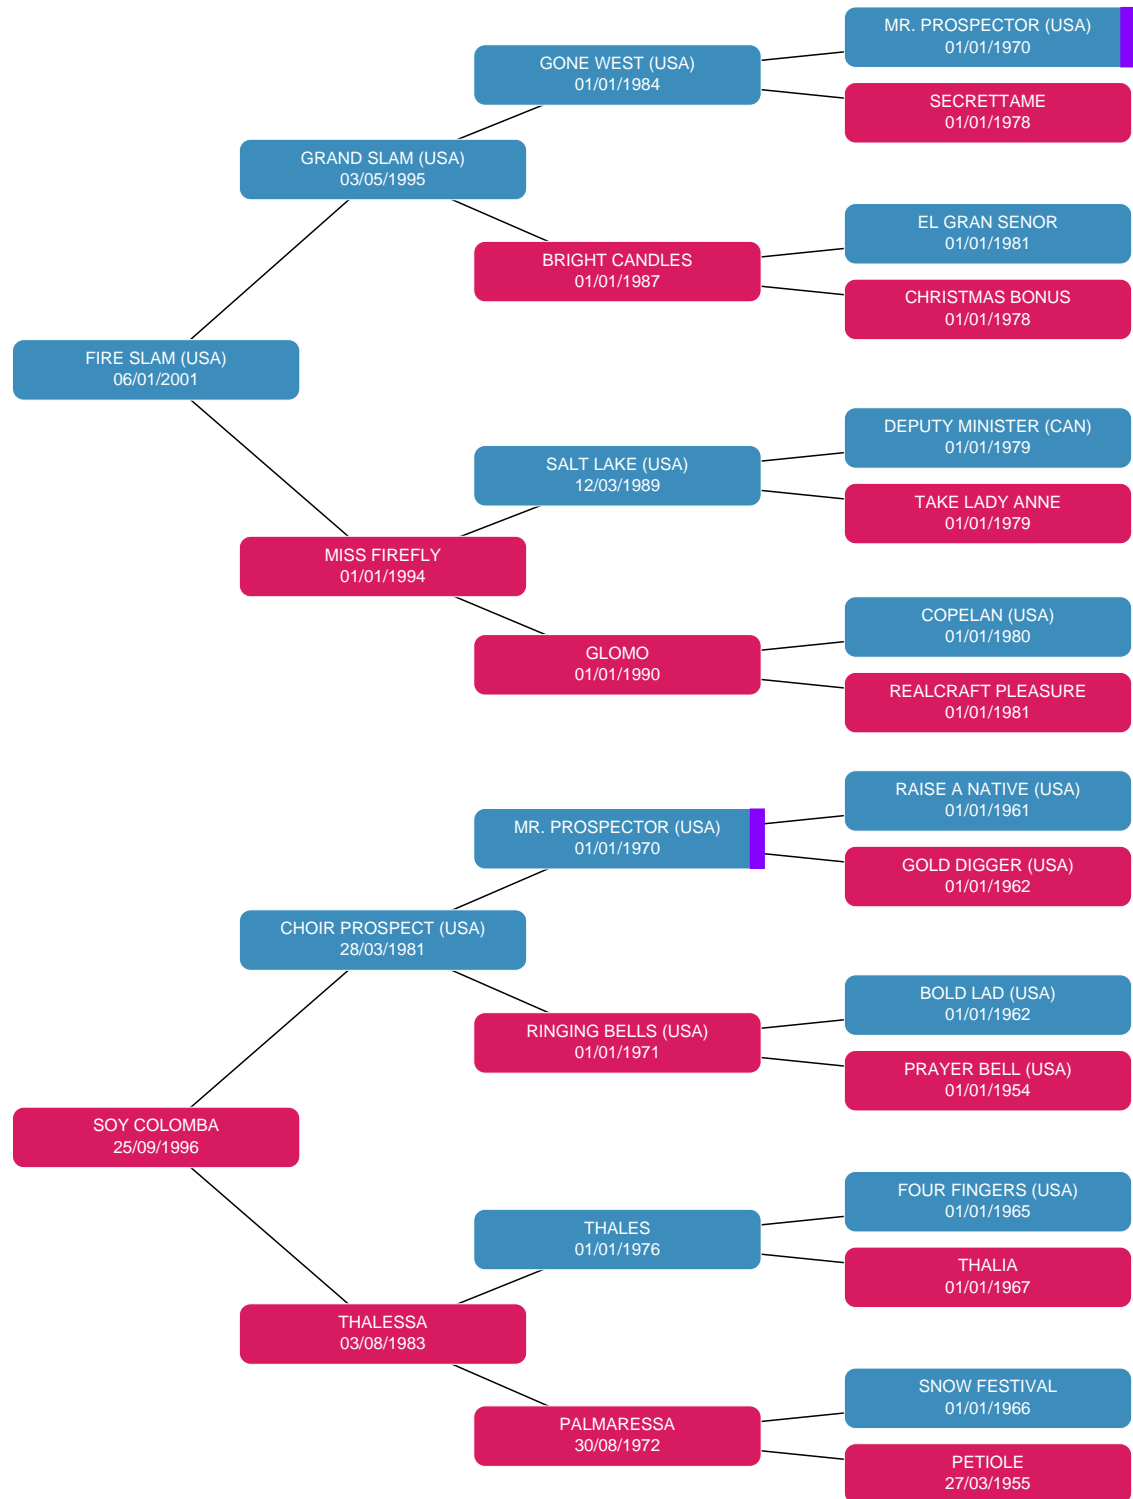 MR. PROSPECTOR (USA)
01/01/1970
GONE WEST (USA)
01/01/1984
SECRETTAME
01/01/1978
GRAND SLAM (USA)
03/05/1995
EL GRAN SENOR
01/01/1981
BRIGHT CANDLES
01/01/1987
CHRISTMAS BONUS
01/01/1978
FIRE SLAM (USA)
06/01/2001
DEPUTY MINISTER (CAN)
01/01/1979
SALT LAKE (USA)
12/03/1989
TAKE LADY ANNE
01/01/1979
MISS FIREFLY
01/01/1994
COPELAN (USA)
01/01/1980
GLOMO
01/01/1990
REALCRAFT PLEASURE
01/01/1981
RAISE A NATIVE (USA)
01/01/1961
MR. PROSPECTOR (USA)
01/01/1970
GOLD DIGGER (USA)
01/01/1962
CHOIR PROSPECT (USA)
28/03/1981
BOLD LAD (USA)
01/01/1962
RINGING BELLS (USA)
01/01/1971
PRAYER BELL (USA)
01/01/1954
SOY COLOMBA
25/09/1996
FOUR FINGERS (USA)
01/01/1965
THALES
01/01/1976
THALIA
01/01/1967
THALESSA
03/08/1983
SNOW FESTIVAL
01/01/1966
PALMARESSA
30/08/1972
PETIOLE
27/03/1955